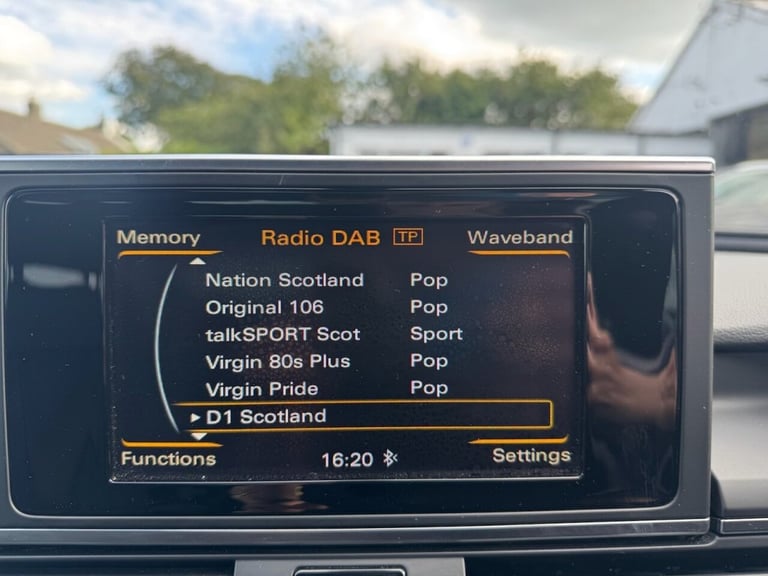 Memory Radio DAB TP Waveband
Nation Scotland Pop
Original 106 Pop
talkSPORT Scot Sport
Virgin 80s Plus Pop
Virgin Pride Pop
D1 Scotland
Functions 16:20 Settings